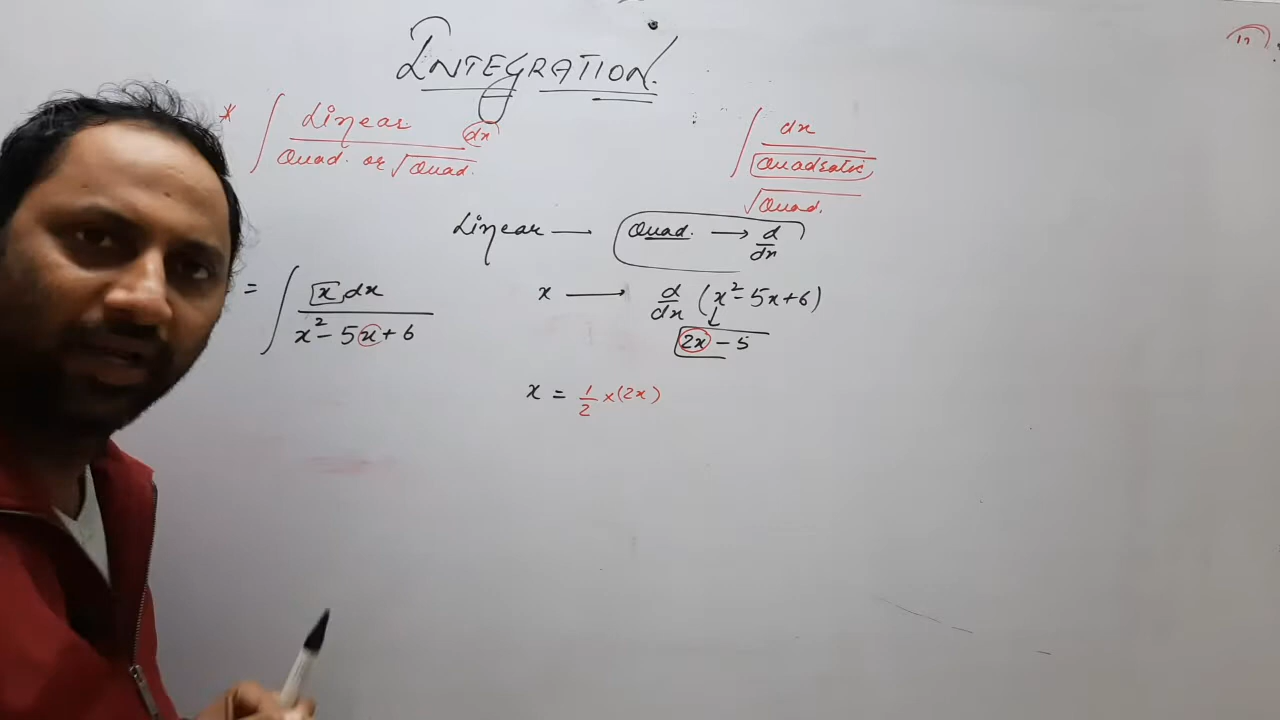 INTEGRATION.
* ∫ Linear / Quad. or √Quad. dx
∫ dx / Quadratic
√Quad.
Linear — Quad. → d/dx
= ∫ x dx / x² - 5x + 6
x → d/dx (x² - 5x + 6)
↓
2x - 5
x = 1/2 × (2x)